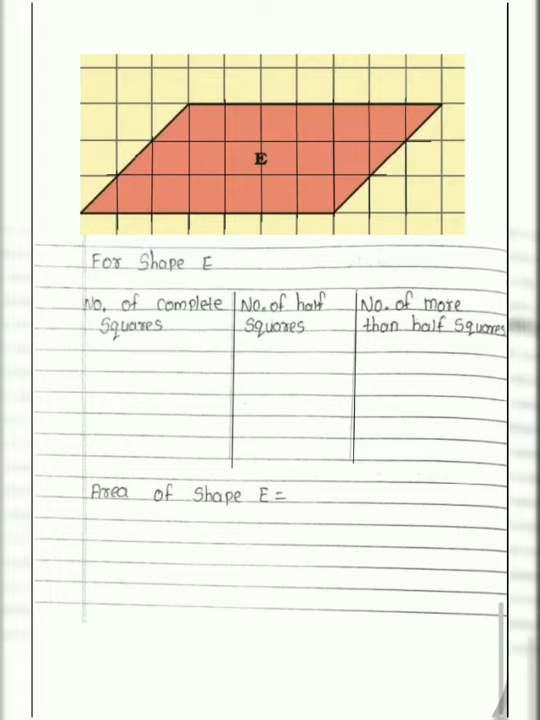 E
For Shape E
No. of complete Squares
No. of half Squares
No. of more than half Squares
Area of Shape E =